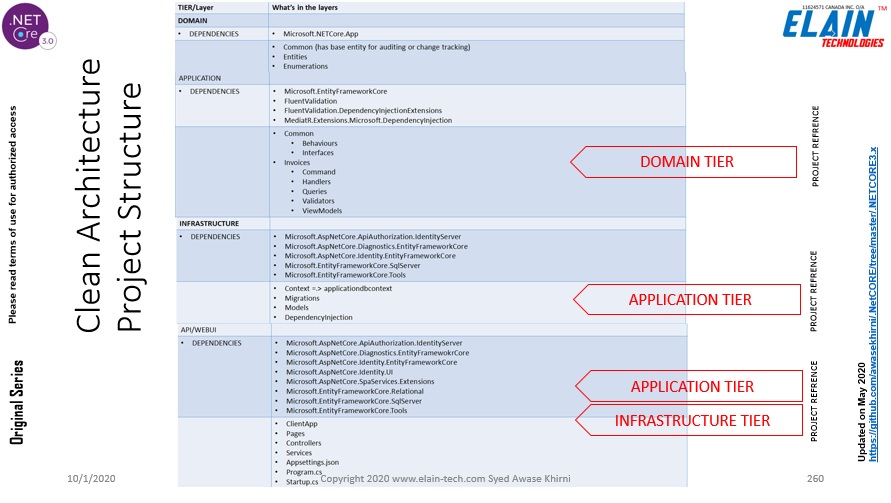 .NET
Core
3.0
Please read terms of use for authorized access
Original Series
Clean Architecture
Project Structure
TIER/Layer What's in the layers
DOMAIN
• DEPENDENCIES • Microsoft.NETCore.App
• Common (has base entity for auditing or change tracking)
• Entities
• Enumerations
APPLICATION
• DEPENDENCIES • Microsoft.EntityFrameworkCore
• FluentValidation
• FluentValidation.DependencyInjectionExtensions
• MediatR.Extensions.Microsoft.DependencyInjection
• Common
• Behaviours
• Interfaces
• Invoices
• Command
• Handlers
• Queries
• Validators
• ViewModels
DOMAIN TIER
PROJECT REFRENCE
INFRASTRUCTURE
• DEPENDENCIES • Microsoft.AspNetCore.ApiAuthorization.IdentityServer
• Microsoft.AspNetCore.Diagnostics.EntityFrameworkCore
• Microsoft.AspNetCore.Identity.EntityFrameworkCore
• Microsoft.EntityFrameworkCore.SqlServer
• Microsoft.EntityFrameworkCore.Tools
• Context =.> applicationdbcontext
• Migrations
• Models
• DependencyInjection
APPLICATION TIER
PROJECT REFRENCE
API/WEBUI
• DEPENDENCIES • Microsoft.AspNetCore.ApiAuthorization.IdentityServer
• Microsoft.AspNetCore.Diagnostics.EntityFramewokrCore
• Microsoft.AspNetCore.Identity.EntityFrameworkCore
• Microsoft.AspNetCore.Identity.UI
• Microsoft.AspNetCore.SpaServices.Extensions
• Microsoft.EntityFrameworkCore.Relational
• Microsoft.EntityFrameworkCore.SqlServer
• Microsoft.EntityFrameworkCore.Tools
• ClientApp
• Pages
• Controllers
• Services
• Appsettings.json
• Program.cs
• Startup.cs
APPLICATION TIER
INFRASTRUCTURE TIER
PROJECT REFRENCE
11624571 CANADA INC. O/A
ELAIN TM
TECHNOLOGIES
Updated on May 2020
https://github.com/awasekhirni/.NetCORE/tree/master/.NETCORE3.x
10/1/2020
Copyright 2020 www.elain-tech.com Syed Awase Khirni
260